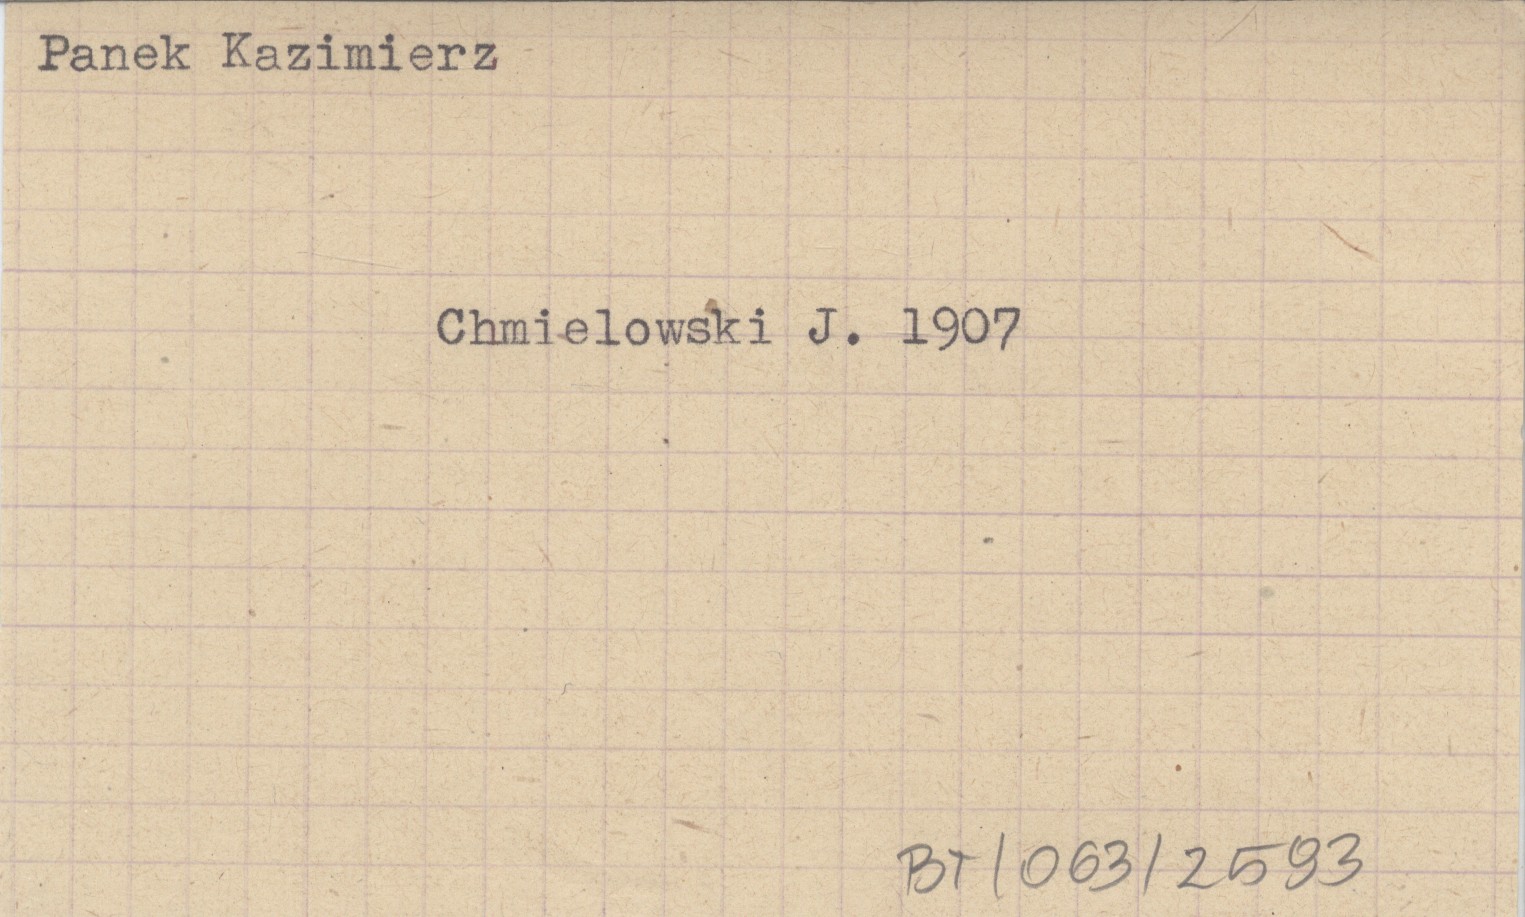 Panek Kazimierz
Chmielowski J. 1907
BT/063/2593